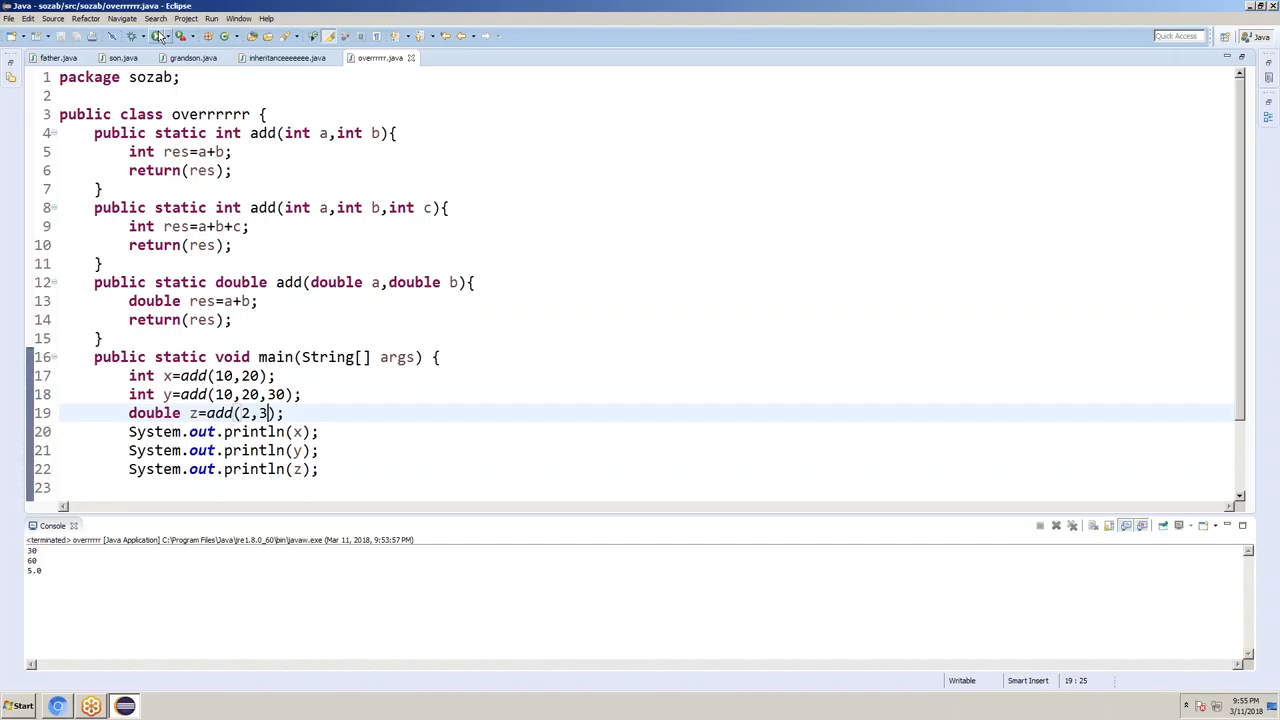 Java - sozab/src/sozab/overrrrrr.java - Eclipse
File Edit Source Refactor Navigate Search Project Run Window Help
Quick Access Java
father.java son.java grandson.java inheritanceeeeeee.java overrrrrr.java
1 package sozab;
2
3 public class overrrrrr {
4 public static int add(int a,int b){
5 int res=a+b;
6 return(res);
7 }
8 public static int add(int a,int b,int c){
9 int res=a+b+c;
10 return(res);
11 }
12 public static double add(double a,double b){
13 double res=a+b;
14 return(res);
15 }
16 public static void main(String[] args) {
17 int x=add(10,20);
18 int y=add(10,20,30);
19 double z=add(2,3);
20 System.out.println(x);
21 System.out.println(y);
22 System.out.println(z);
23
Console
<terminated> overrrrrr [Java Application] C:\Program Files\Java\jre1.8.0_60\bin\javaw.exe (Mar 11, 2018, 9:53:57 PM)
30
60
5.0
Writable Smart Insert 19 : 25
Start 9:55 PM
3/11/2018